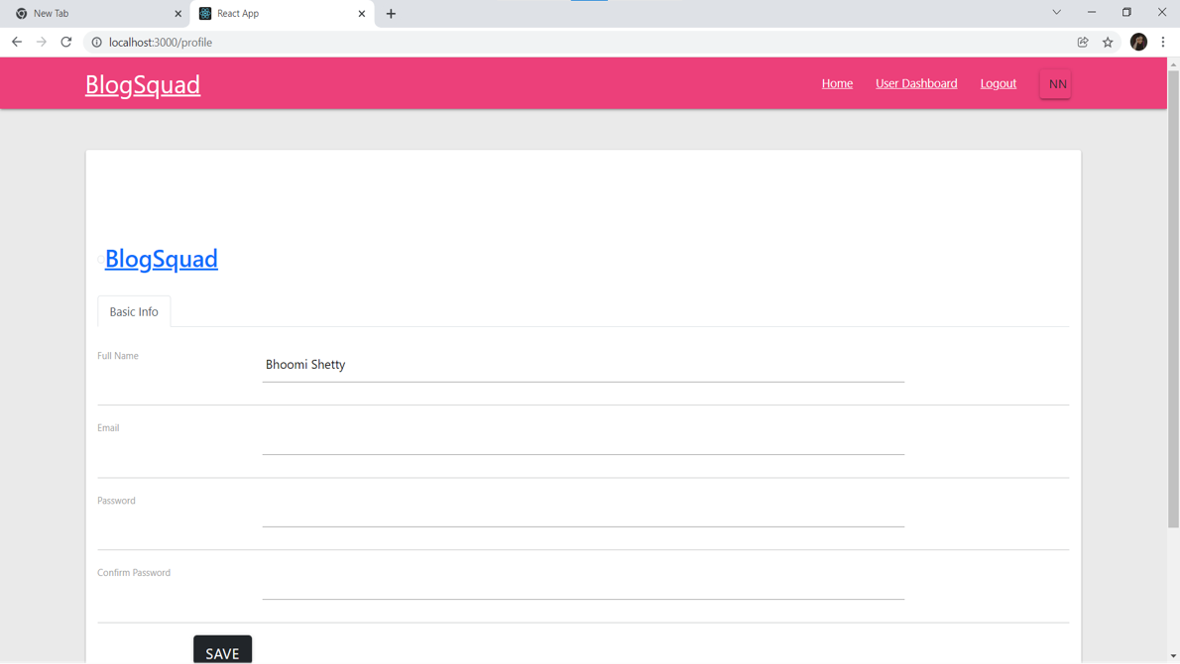 New Tab
React App
localhost:3000/profile
BlogSquad
Home
User Dashboard
Logout
NN
BlogSquad
Basic Info
Full Name
Bhoomi Shetty
Email
Password
Confirm Password
SAVE